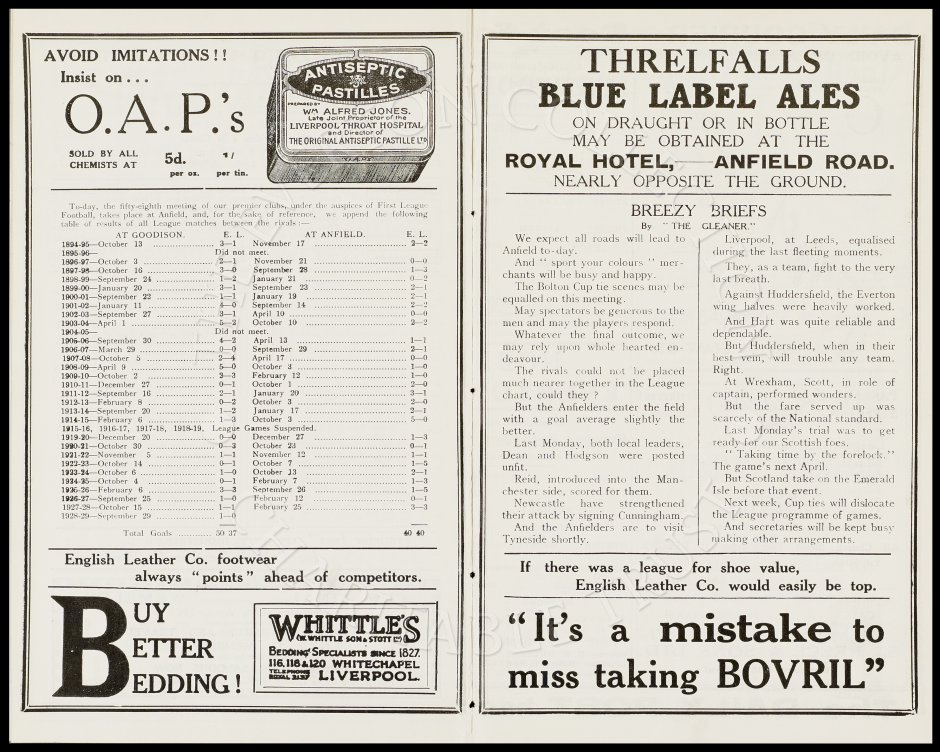 AVOID IMITATIONS!!
Insist on . . .
O.A.P.'s
SOLD BY ALL
CHEMISTS AT
5d.
per oz.
1/
per tin.
ANTISEPTIC
PASTILLES
PREPARED BY
WM ALFRED JONES.
Late Joint Proprietor of the
LIVERPOOL THROAT HOSPITAL
and Director of
THE ORIGINAL ANTISEPTIC PASTILLE LTD
"O.A.P.'s"
To-day, the fifty-eighth meeting of our premier clubs, under the auspices of First League
Football, takes place at Anfield, and, for the sake of reference, we append the following
table of results of all League matches between the rivals:—
AT GOODISON. E. L. AT ANFIELD. E. L.
1894-95—October 13 3—1 November 17 2—2
1895-96— Did not meet.
1896-97—October 3 2—1 November 21 0—0
1897-98—October 16 3—0 September 28 1—3
1898-99—September 24 1—2 January 21 0—2
1899-00—January 20 3—1 September 23 2—1
1900-01—September 22 1—1 January 19 2—1
1901-02—January 11 4—0 September 14 2—2
1902-03—September 27 3—1 April 10 0—0
1903-04—April 1 5—2 October 10 2—2
1904-05— Did not meet.
1905-06—September 30 4—2 April 13 1—1
1906-07—March 29 0—0 September 29 2—1
1907-08—October 5 2—4 April 17 0—0
1908-09—April 9 5—0 October 3 1—0
1909-10—October 2 2—3 February 12 1—0
1910-11—December 27 0—1 October 1 2—0
1911-12—September 16 2—1 January 20 3—1
1912-13—February 8 0—2 October 3 2—0
1913-14—September 20 1—2 January 17 2—1
1914-15—February 6 1—3 October 3 5—0
1915-16, 1916-17, 1917-18, 1918-19. League Games Suspended.
1919-20—December 20 0—0 December 27 1—3
1920-21—October 30 0—3 October 23 0—1
1921-22—November 5 1—1 November 12 1—1
1922-23—October 14 0—1 October 7 1—5
1923-24—October 6 1—0 October 13 2—1
1924-25—October 4 0—1 February 7 1—3
1925-26—February 6 3—3 September 26 1—5
1926-27—September 25 1—0 February 12 0—1
1927-28—October 15 1—1 February 25 3—3
1928-29—September 29 1—0
Total Goals 50 37 40 40
English Leather Co. footwear
always "points" ahead of competitors.
BUY
BETTER
BEDDING!
WHITTLE'S
(W. WHITTLE SON & STOTT LTD)
BEDDING SPECIALISTS SINCE 1827.
116, 118 & 120 WHITECHAPEL
TELEPHONE
ROYAL 3137
LIVERPOOL.
THRELFALLS
BLUE LABEL ALES
ON DRAUGHT OR IN BOTTLE
MAY BE OBTAINED AT THE
ROYAL HOTEL, ANFIELD ROAD.
NEARLY OPPOSITE THE GROUND.
BREEZY BRIEFS
By "THE GLEANER."
We expect all roads will lead to
Anfield to-day.
And "sport your colours" mer-
chants will be busy and happy.
The Bolton Cup tie scenes may be
equalled on this meeting.
May spectators be generous to the
men and may the players respond.
Whatever the final outcome, we
may rely upon whole hearted en-
deavour.
The rivals could not be placed
much nearer together in the League
chart, could they?
But the Anfielders enter the field
with a goal average slightly the
better.
Last Monday, both local leaders,
Dean and Hodgson were posted
unfit.
Reid, introduced into the Man-
chester side, scored for them.
Newcastle have strengthened
their attack by signing Cunningham.
And the Anfielders are to visit
Tyneside shortly.
Liverpool, at Leeds, equalised
during the last fleeting moments.
They, as a team, fight to the very
last breath.
Against Huddersfield, the Everton
wing halves were heavily worked.
And Hart was quite reliable and
dependable.
But Huddersfield, when in their
best vein, will trouble any team.
Right.
At Wrexham, Scott, in role of
captain, performed wonders.
But the fare served up was
scarcely of the National standard.
Last Monday's trial was to get
ready for our Scottish foes.
"Taking time by the forelock."
The game's next April.
But Scotland take on the Emerald
Isle before that event.
Next week, Cup ties will dislocate
the League programme of games.
And secretaries will be kept busy
making other arrangements.
If there was a league for shoe value,
English Leather Co. would easily be top.
"It's a mistake to
miss taking BOVRIL"